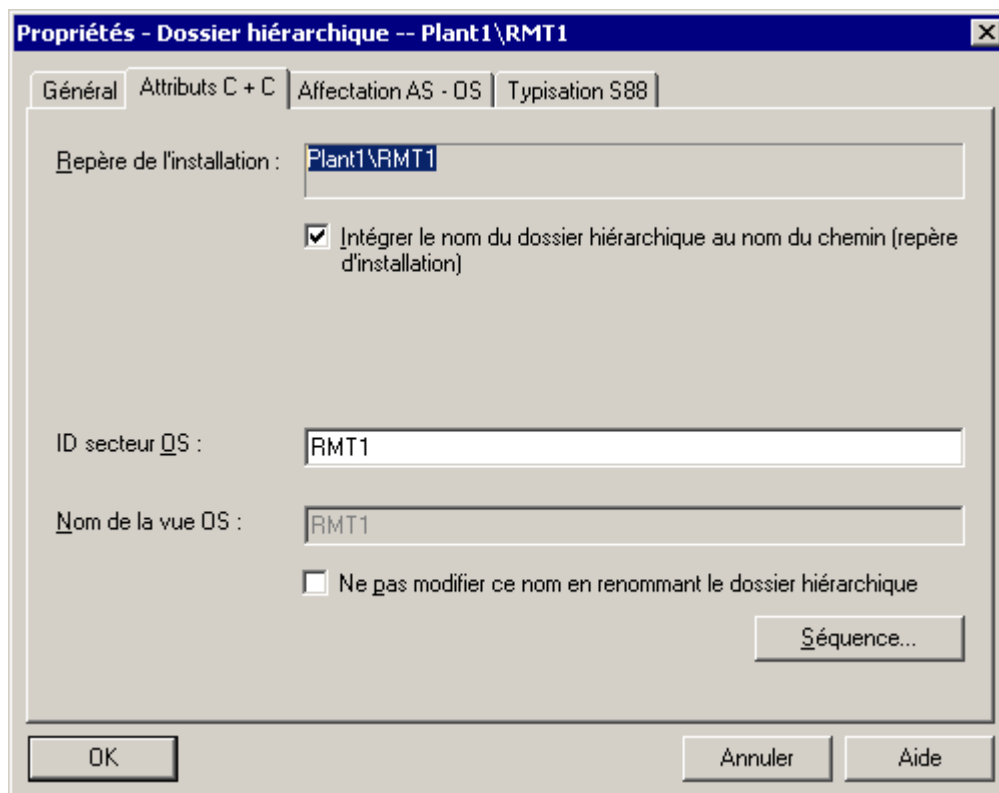 Propriétés - Dossier hiérarchique -- Plant1\RMT1
Général
Attributs C + C
Affectation AS - OS
Typisation S88
Repère de l'installation :
Plant1\RMT1
Intégrer le nom du dossier hiérarchique au nom du chemin (repère
d'installation)
ID secteur OS :
RMT1
Nom de la vue OS :
RMT1
Ne pas modifier ce nom en renommant le dossier hiérarchique
Séquence...
OK
Annuler
Aide